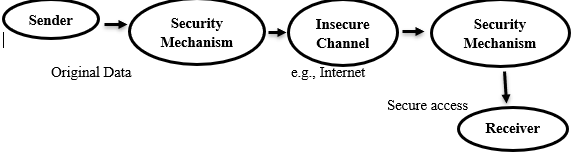 Sender
Security
Mechanism
Insecure
Channel
Security
Mechanism
Original Data
e.g., Internet
Secure access
Receiver